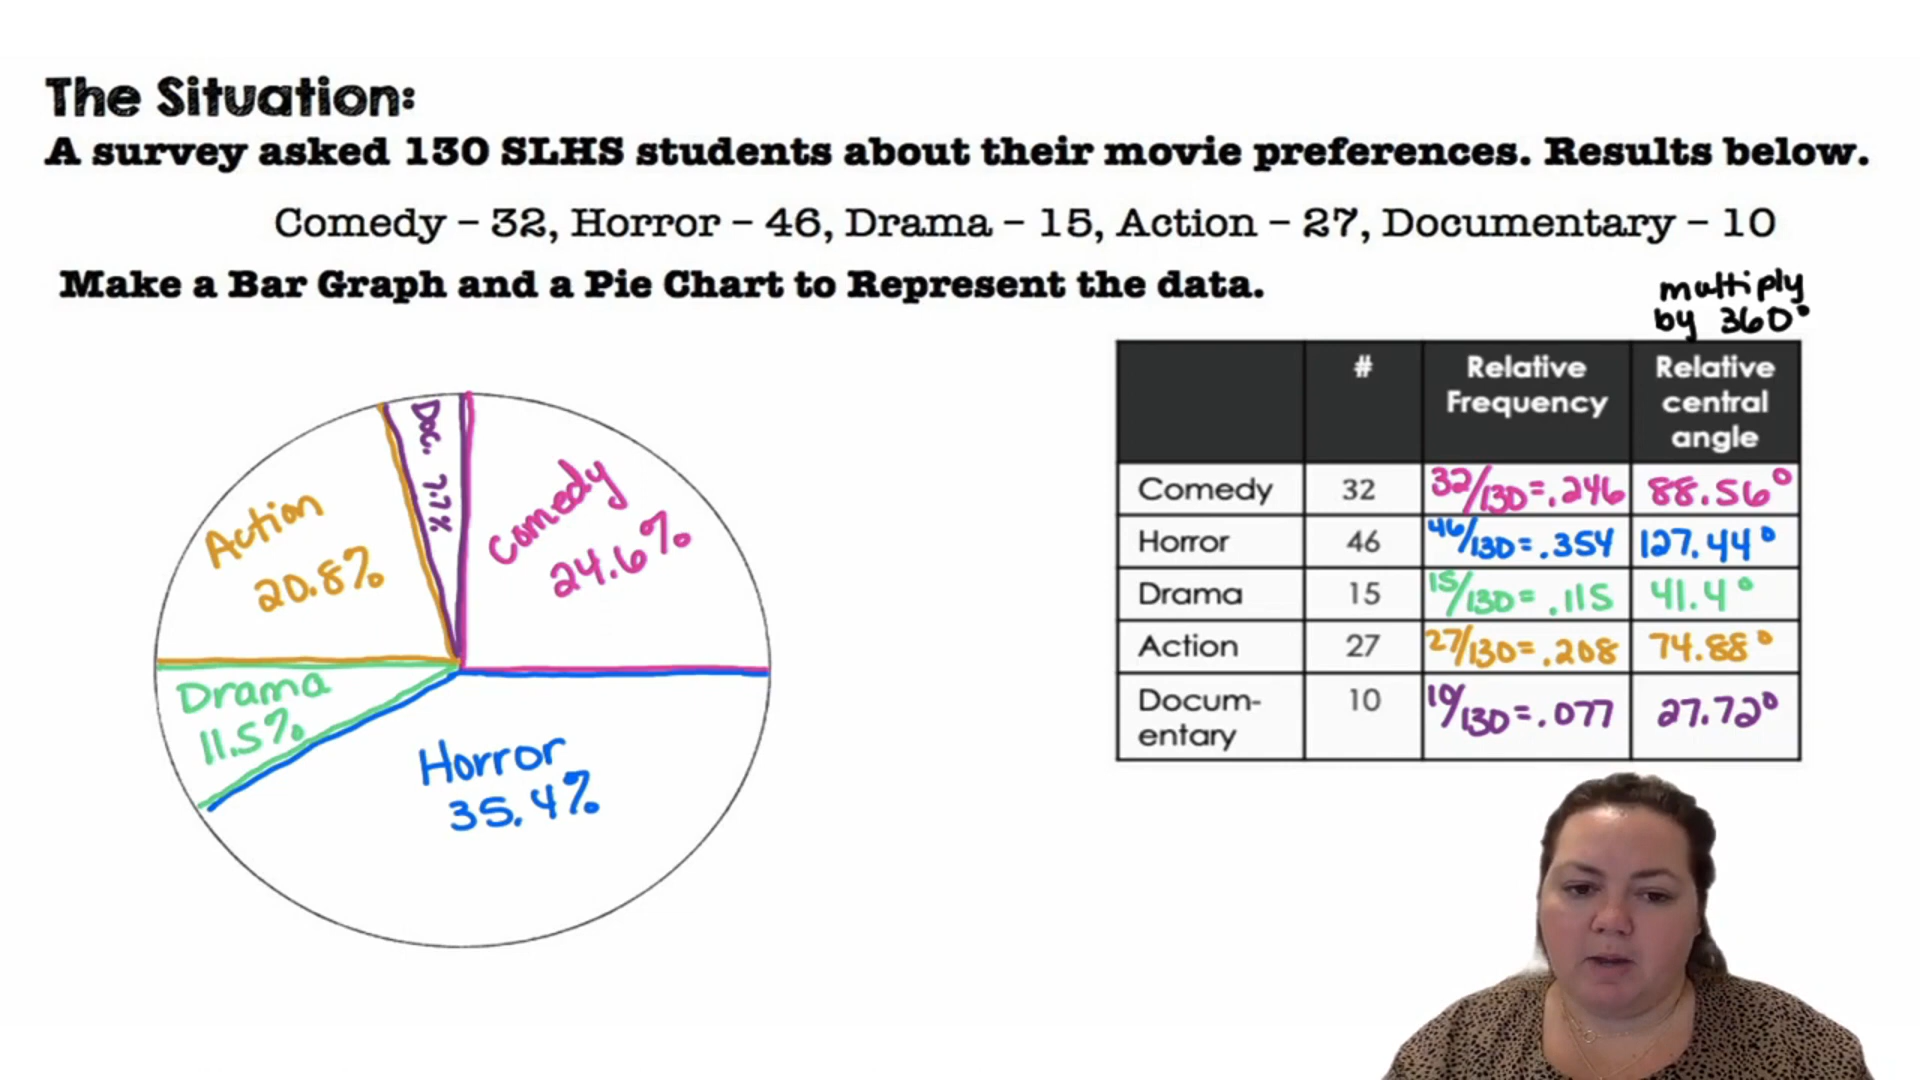 The Situation:
A survey asked 130 SLHS students about their movie preferences. Results below.
Comedy – 32, Horror – 46, Drama – 15, Action – 27, Documentary – 10
Make a Bar Graph and a Pie Chart to Represent the data.
multiply
by 360°
Doc. 7.7%
Comedy
24.6%
Action
20.8%
Drama
11.5%
Horror
35.4%
# Relative Frequency Relative central angle
Comedy 32 32/130=.246 88.56°
Horror 46 46/130=.354 127.44°
Drama 15 15/130=.115 41.4°
Action 27 27/130=.208 74.88°
Docum-
entary 10 10/130=.077 27.72°